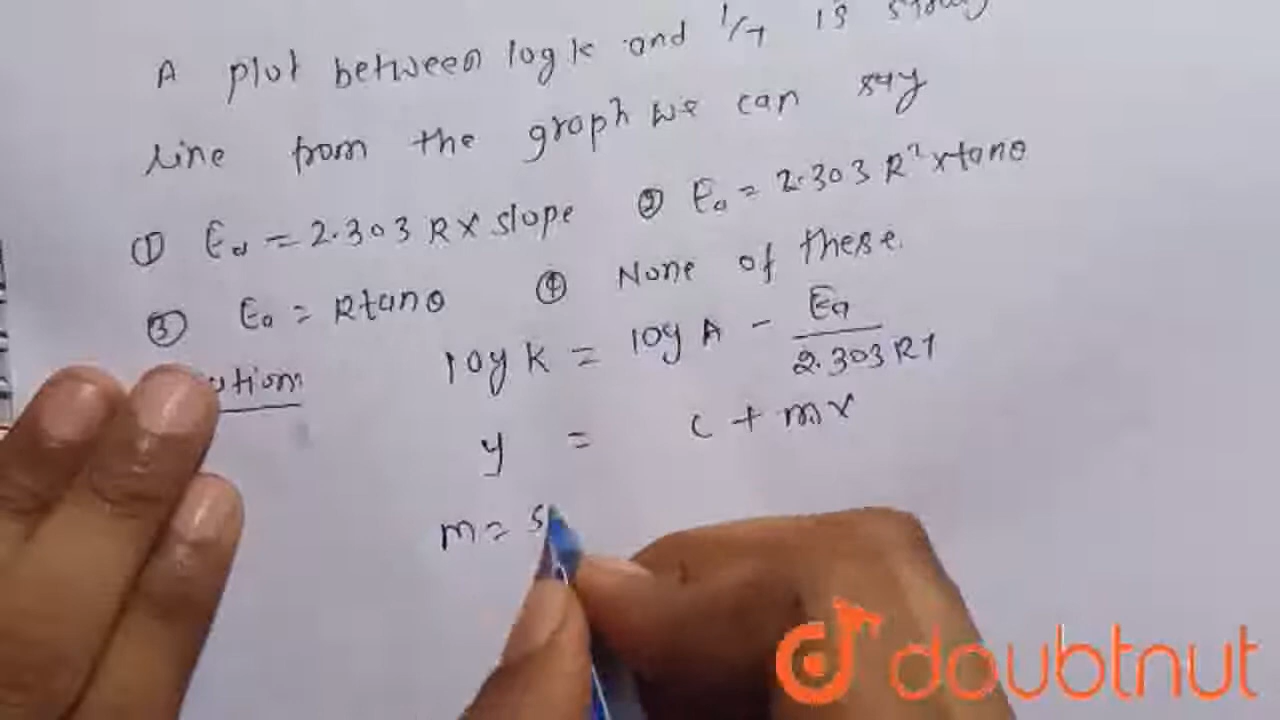 A plot between log k and 1/T is
line from the graph we can say
① Ea = 2.303 R x slope ② Ea = 2.303 R² x tanθ
③ Ea = R tanθ ④ None of these.
log k = log A - Ea / 2.303 RT
y = c + mx
m = s
doubtnut